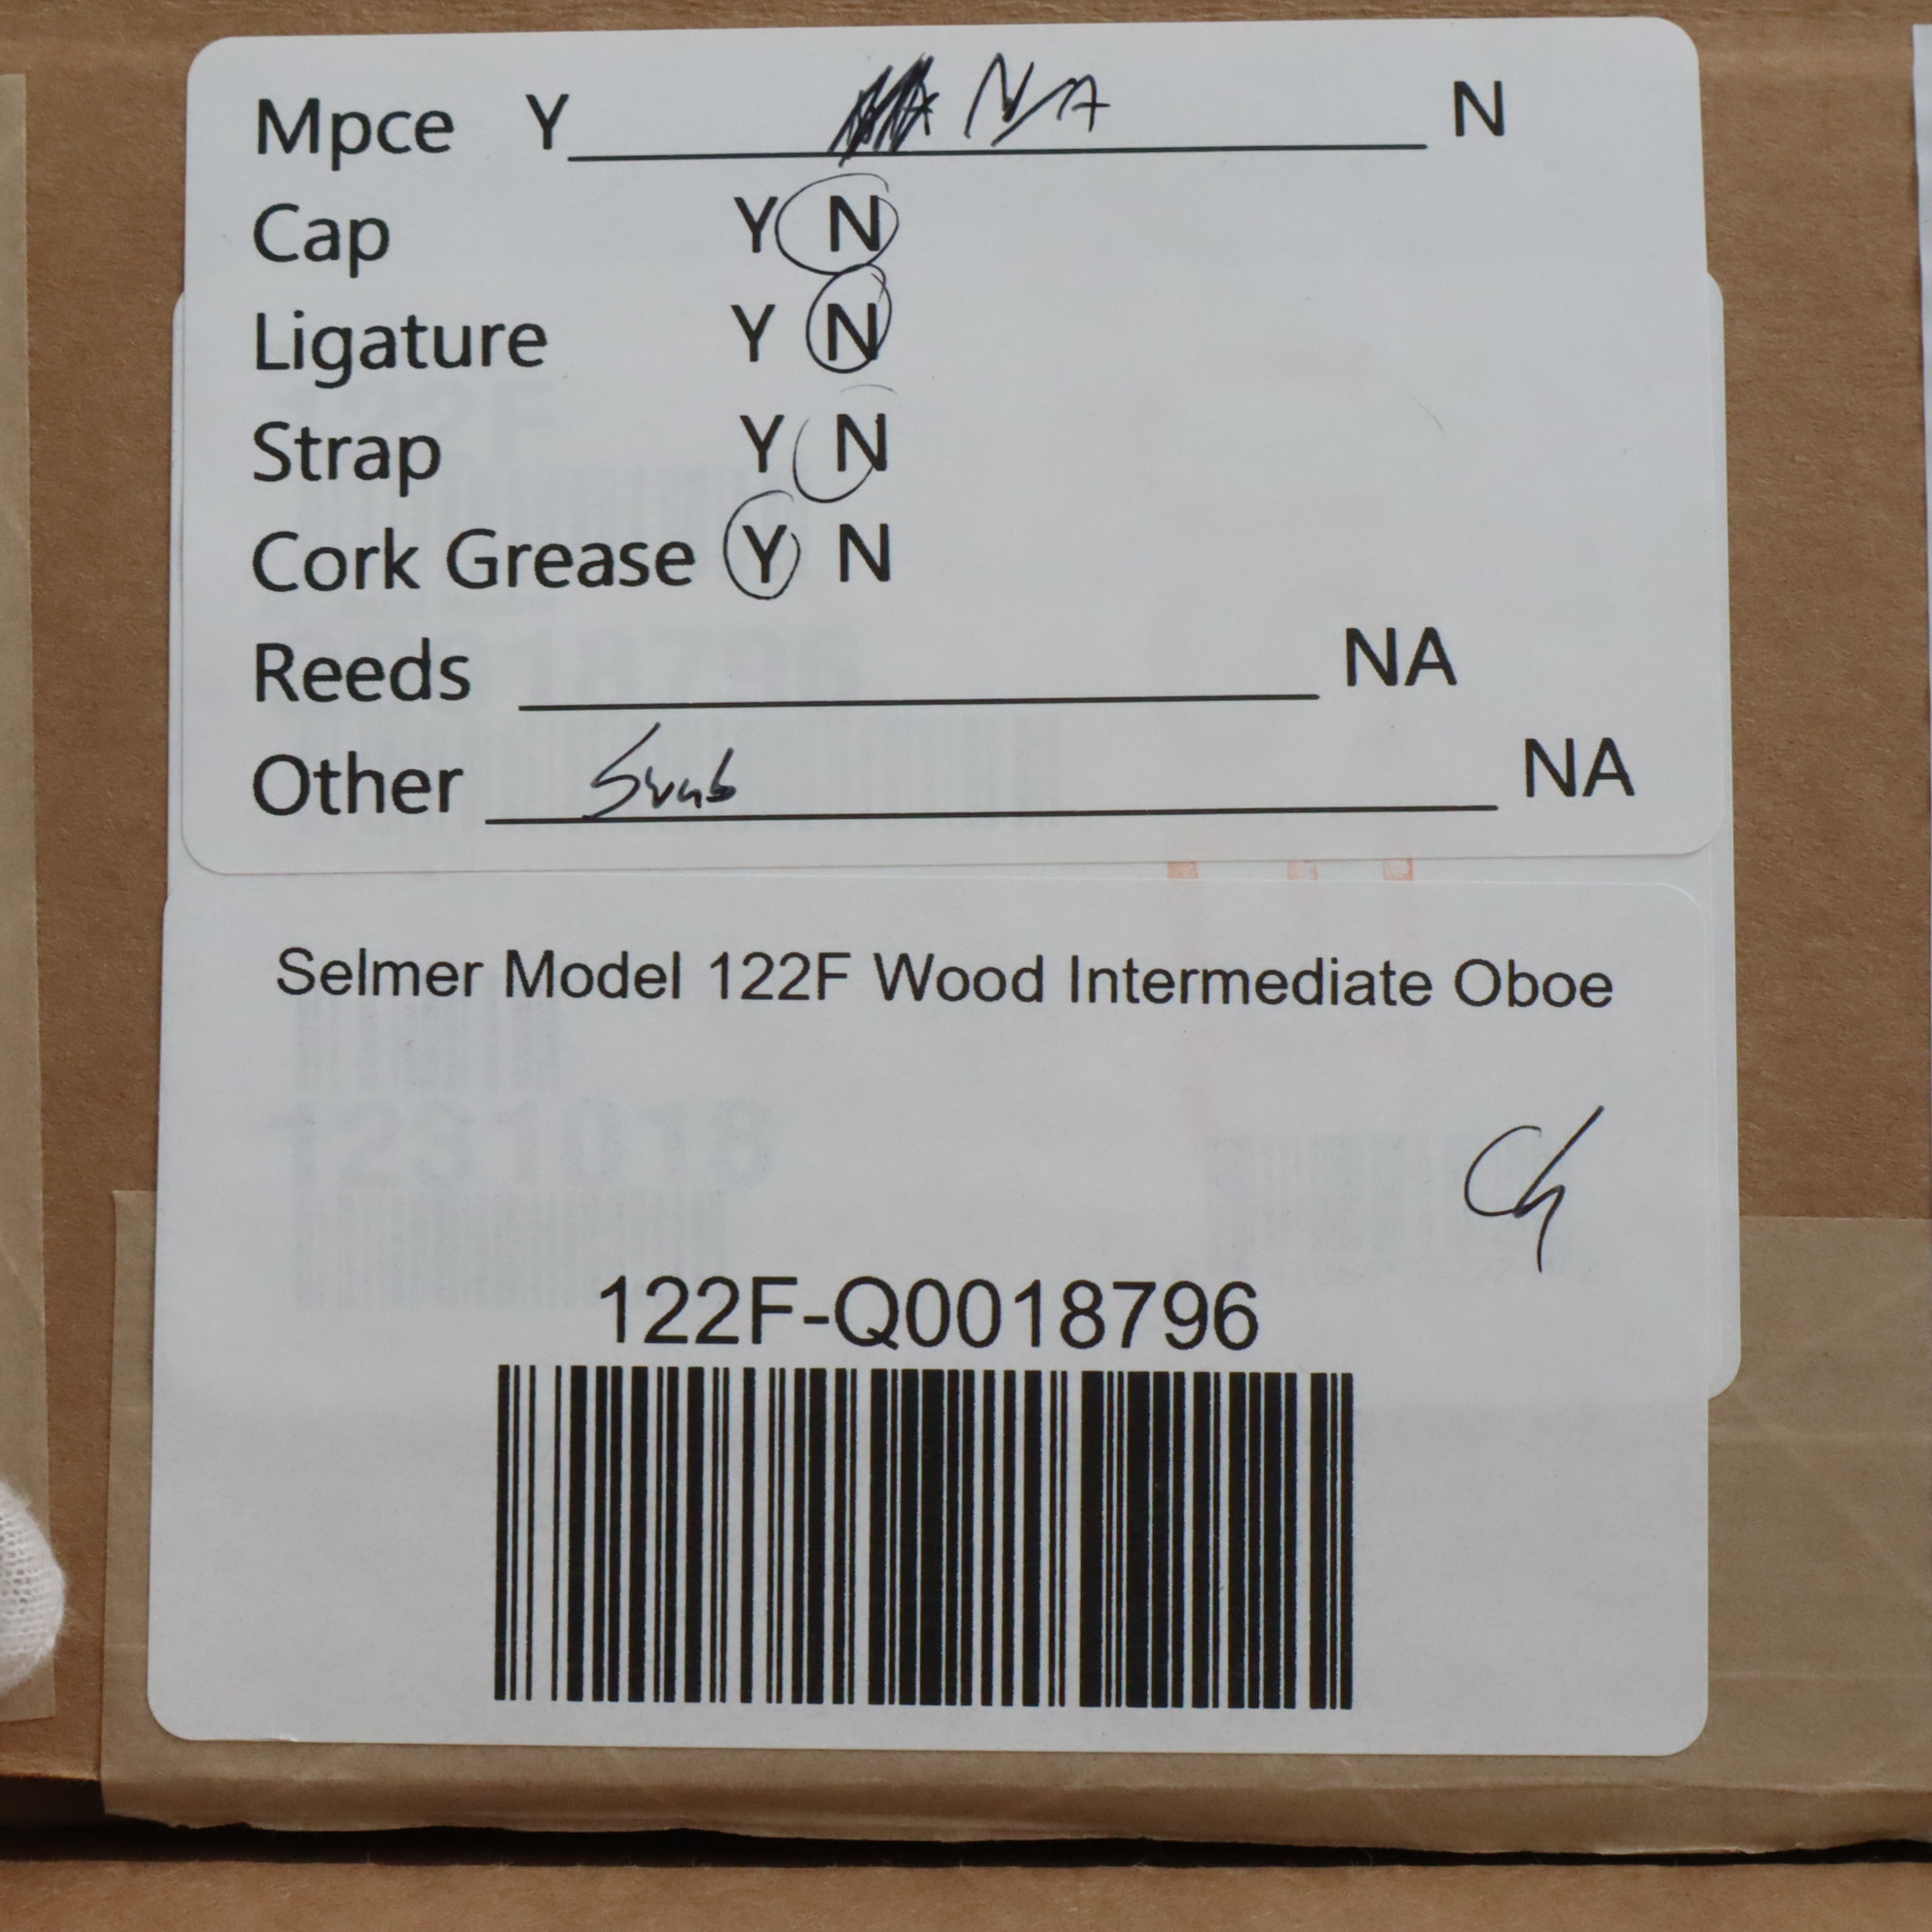 Mpce Y N/A N
Cap Y N
Ligature Y N
Strap Y N
Cork Grease Y N
Reeds NA
Other Swab NA
Selmer Model 122F Wood Intermediate Oboe
122F-Q0018796